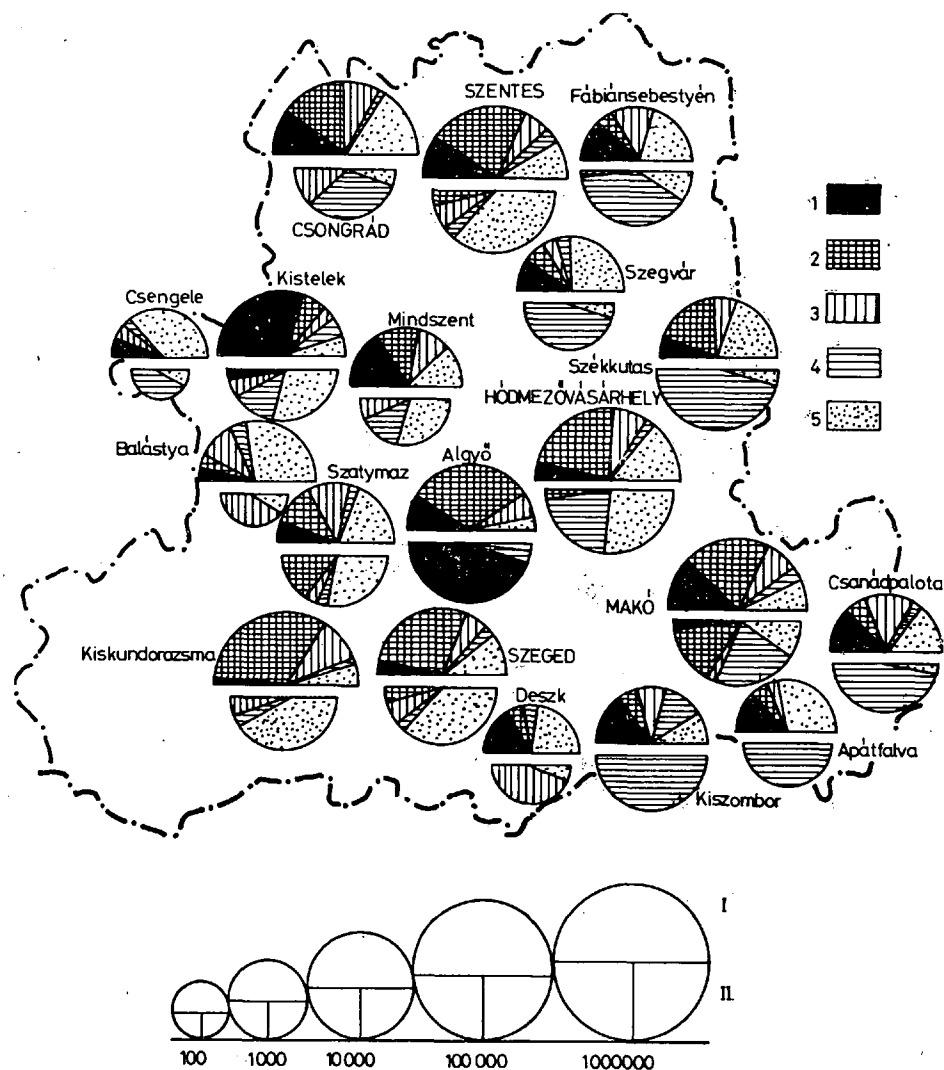 SZENTES
Fábiánsebestyén
CSONGRÁD
Szegvár
Kistelek
Csengele
Mindszent
Székkutas
HÓDMEZŐVÁSÁRHELY
Balástya
Szatymaz
Algyő
MAKÓ
Csanádpalota
Kiskundorozsma
SZEGED
Deszk
Kiszombor
Apátfalva
1
2
3
4
5
I
II.
100
1000
10 000
100 000
1000000